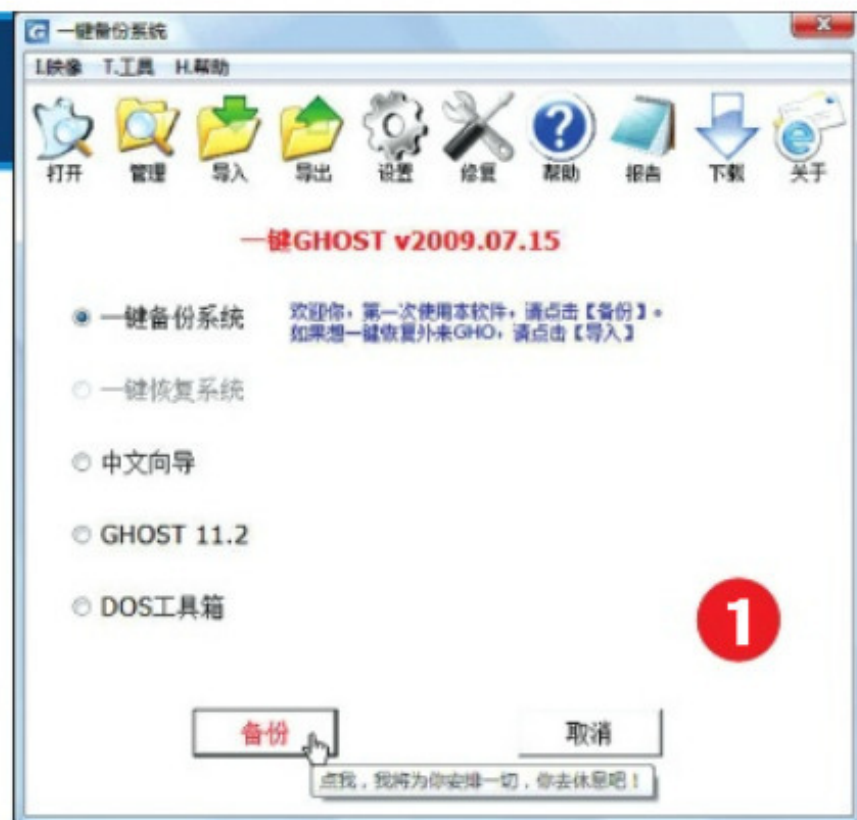 一键备份系统
I.映像 T.工具 H.帮助
打开 管理 导入 导出 设置 修复 帮助 报告 下载 关于
一键GHOST v2009.07.15
一键备份系统
欢迎你，第一次使用本软件，请点击【备份】。
如果想一键恢复外来GHO，请点击【导入】
一键恢复系统
中文向导
GHOST 11.2
DOS工具箱
1
备份 取消
点我，我将为你安排一切，你去休息吧！